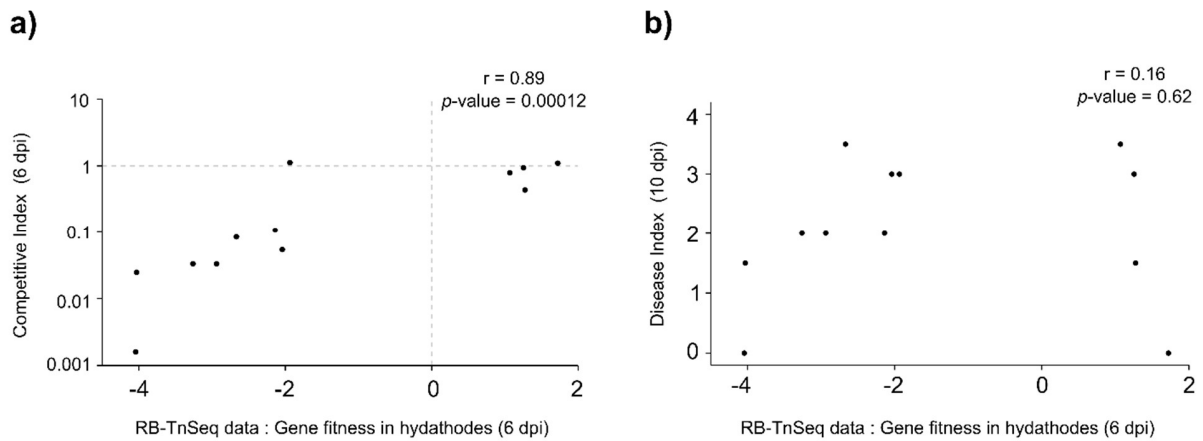 a)
r = 0.89
p-value = 0.00012
Competitive Index (6 dpi)
10
1
0.1
0.01
0.001
-4
-2
0
2
RB-TnSeq data : Gene fitness in hydathodes (6 dpi)
b)
r = 0.16
p-value = 0.62
Disease Index (10 dpi)
4
3
2
1
0
-4
-2
0
2
RB-TnSeq data : Gene fitness in hydathodes (6 dpi)